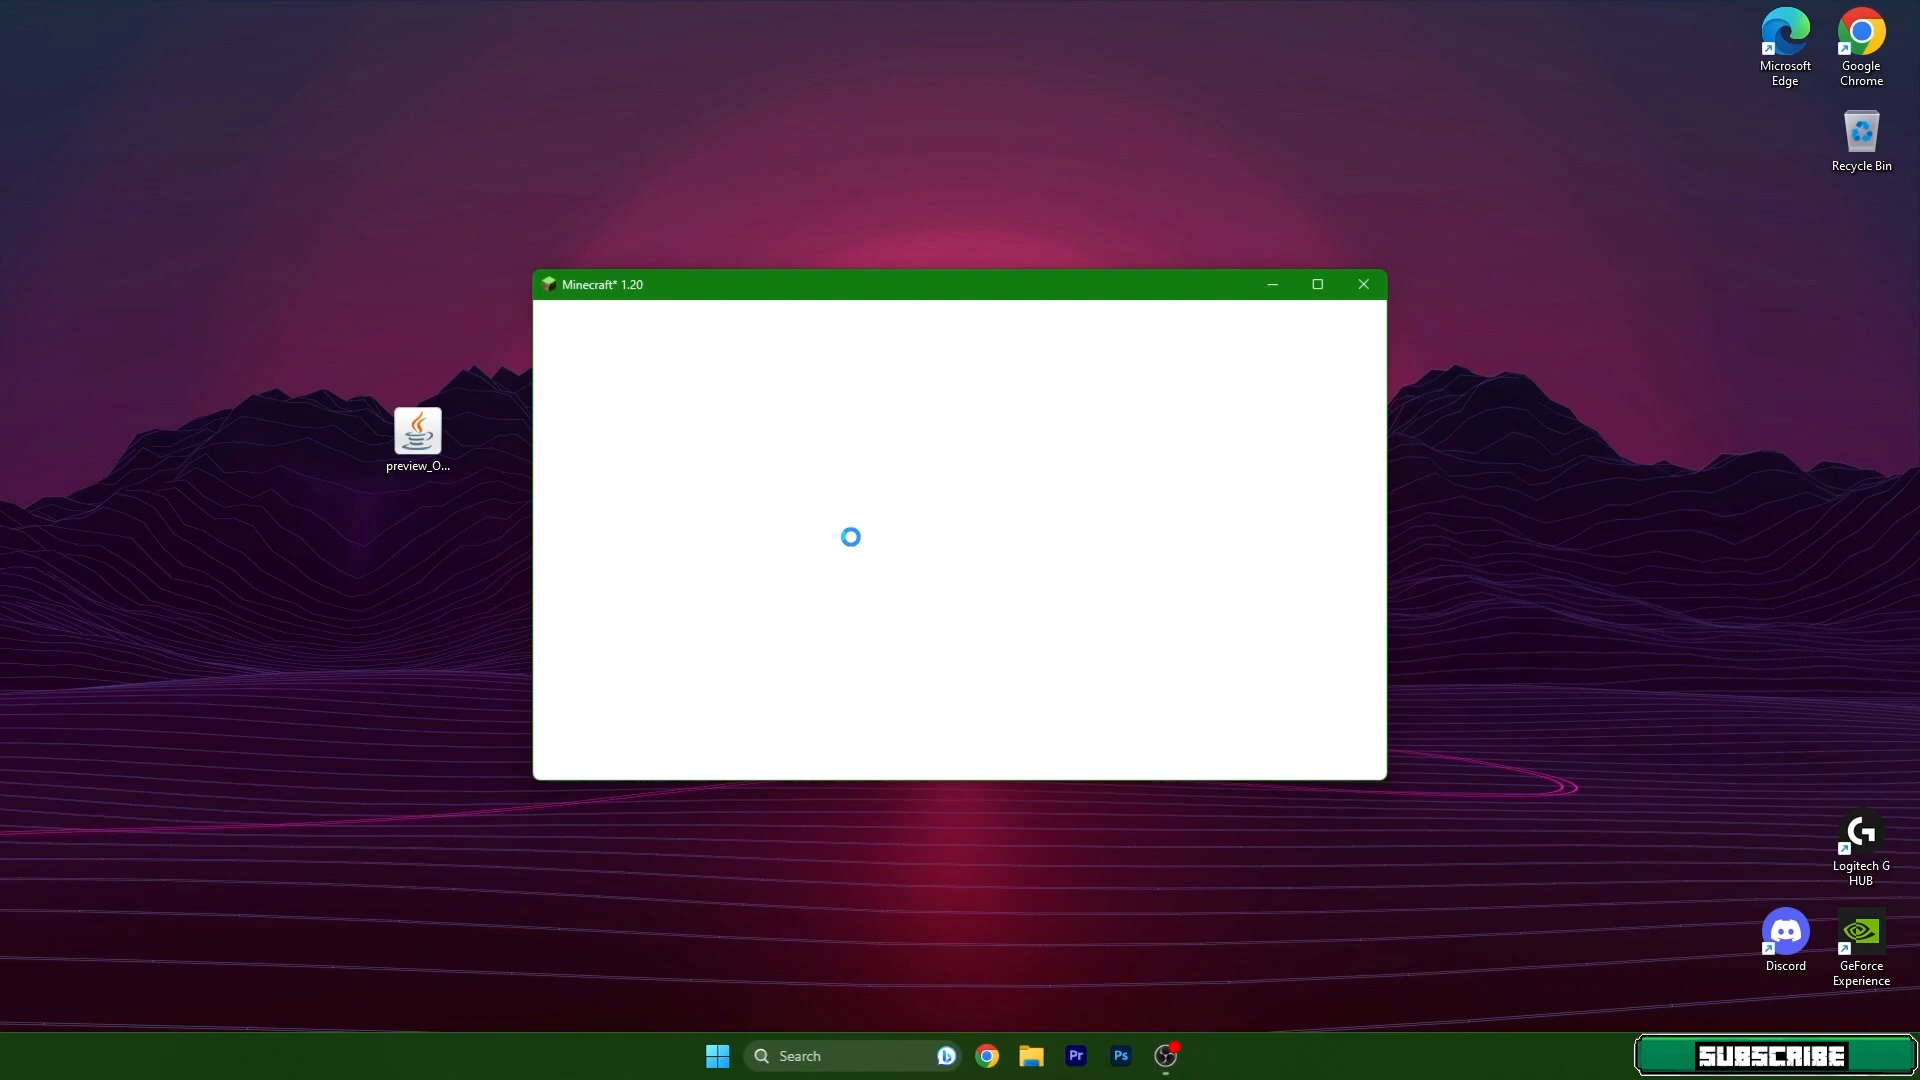 Microsoft
Edge
Google
Chrome
Recycle Bin
Minecraft* 1.20
preview_O...
Logitech G
HUB
Discord
GeForce
Experience
Search
Pr
Ps
SUBSCRIBE